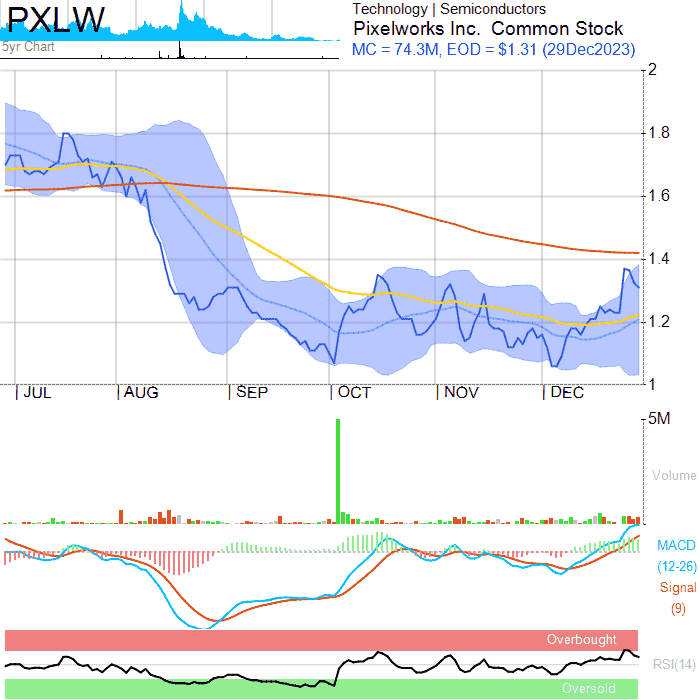 PXLW
5yr Chart
Technology | Semiconductors
Pixelworks Inc. Common Stock
MC = 74.3M, EOD = $1.31 (29Dec2023)
2
1.8
1.6
1.4
1.2
1
JUL AUG SEP OCT NOV DEC
5M
Volume
MACD
(12-26)
Signal
(9)
Overbought
RSI(14)
Oversold